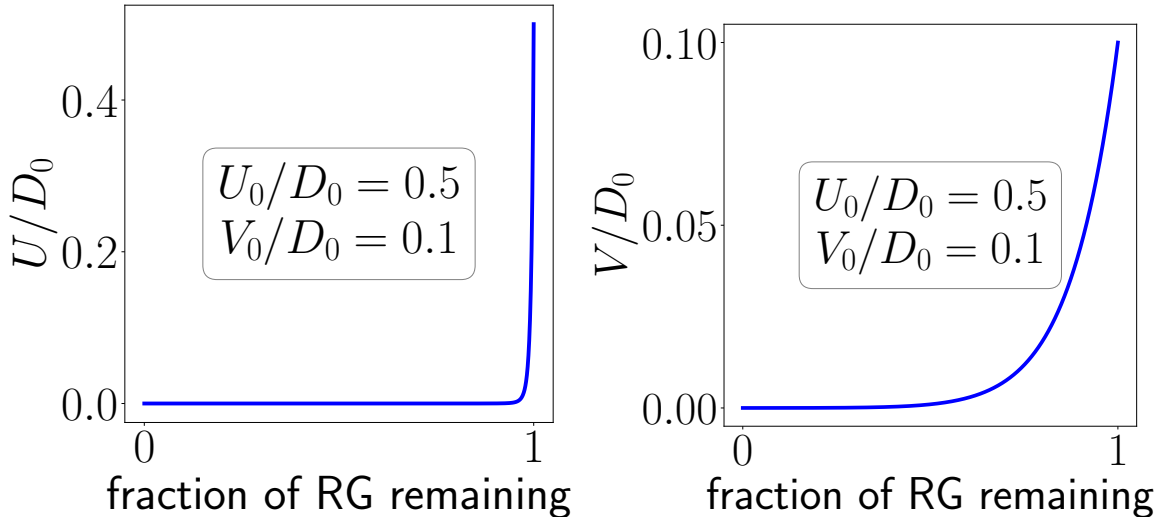 U/D_0
0.4
0.2
0.0
U_0/D_0 = 0.5
V_0/D_0 = 0.1
0 1
fraction of RG remaining
V/D_0
0.10
0.05
0.00
U_0/D_0 = 0.5
V_0/D_0 = 0.1
0 1
fraction of RG remaining